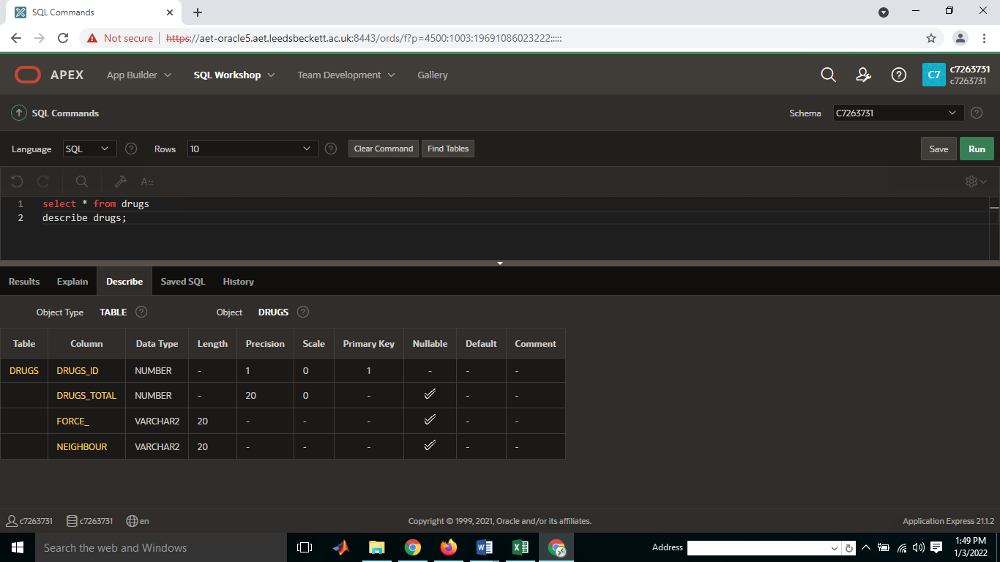 SQL Commands
Not secure https://aet-oracle5.aet.leedsbeckett.ac.uk:8443/ords/f?p=4500:1003:19691086023222:::::
APEX App Builder SQL Workshop Team Development Gallery C7 c7263731
c7263731
SQL Commands Schema C7263731
Language SQL Rows 10 Clear Command Find Tables Save Run
A::
1 select * from drugs
2 describe drugs;
Results Explain Describe Saved SQL History
Object Type TABLE Object DRUGS
Table Column Data Type Length Precision Scale Primary Key Nullable Default Comment
DRUGS DRUGS_ID NUMBER - 1 0 1 - - -
DRUGS_TOTAL NUMBER - 20 0 - - -
FORCE_ VARCHAR2 20 - - - - -
NEIGHBOUR VARCHAR2 20 - - - - -
c7263731 c7263731 en Copyright © 1999, 2021, Oracle and/or its affiliates. Application Express 21.1.2
Search the web and Windows Address 1:49 PM
1/3/2022